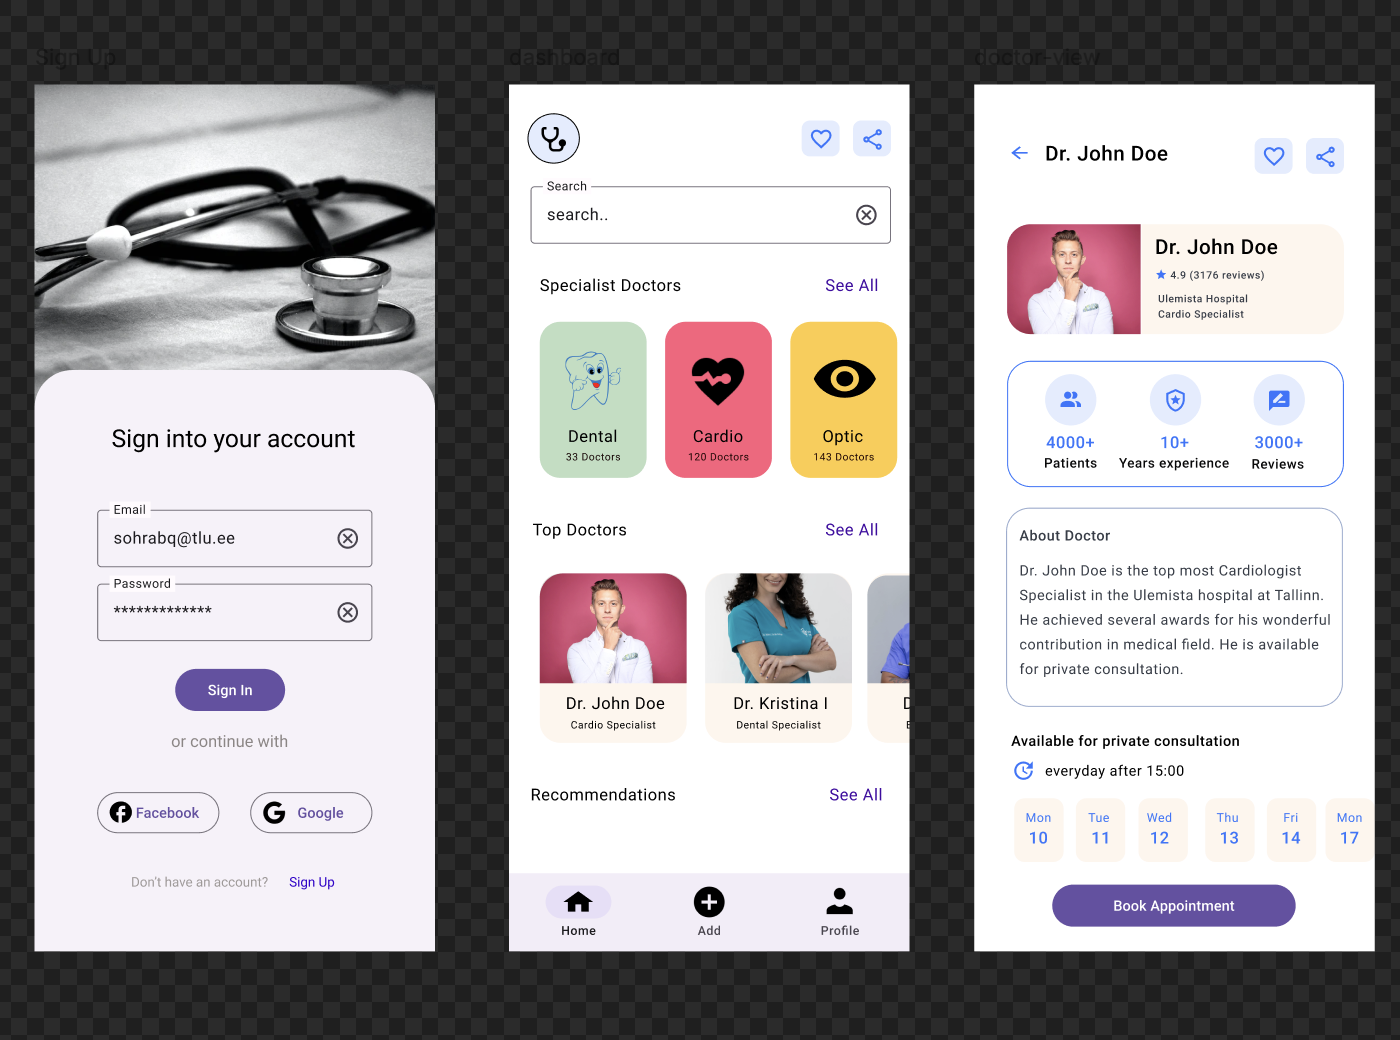 Sign Up
Sign into your account
Email
sohrabq@tlu.ee
Password
*************
Sign In
or continue with
Facebook
Google
Don't have an account? Sign Up
dashboard
Search
search..
Specialist Doctors See All
Dental
33 Doctors
Cardio
120 Doctors
Optic
143 Doctors
Top Doctors See All
Dr. John Doe
Cardio Specialist
Dr. Kristina I
Dental Specialist
Recommendations See All
Home
Add
Profile
doctor-view
Dr. John Doe
Dr. John Doe
4.9 (3176 reviews)
Ulemista Hospital
Cardio Specialist
4000+
Patients
10+
Years experience
3000+
Reviews
About Doctor
Dr. John Doe is the top most Cardiologist
Specialist in the Ulemista hospital at Tallinn.
He achieved several awards for his wonderful
contribution in medical field. He is available
for private consultation.
Available for private consultation
everyday after 15:00
Mon
10
Tue
11
Wed
12
Thu
13
Fri
14
Mon
17
Book Appointment